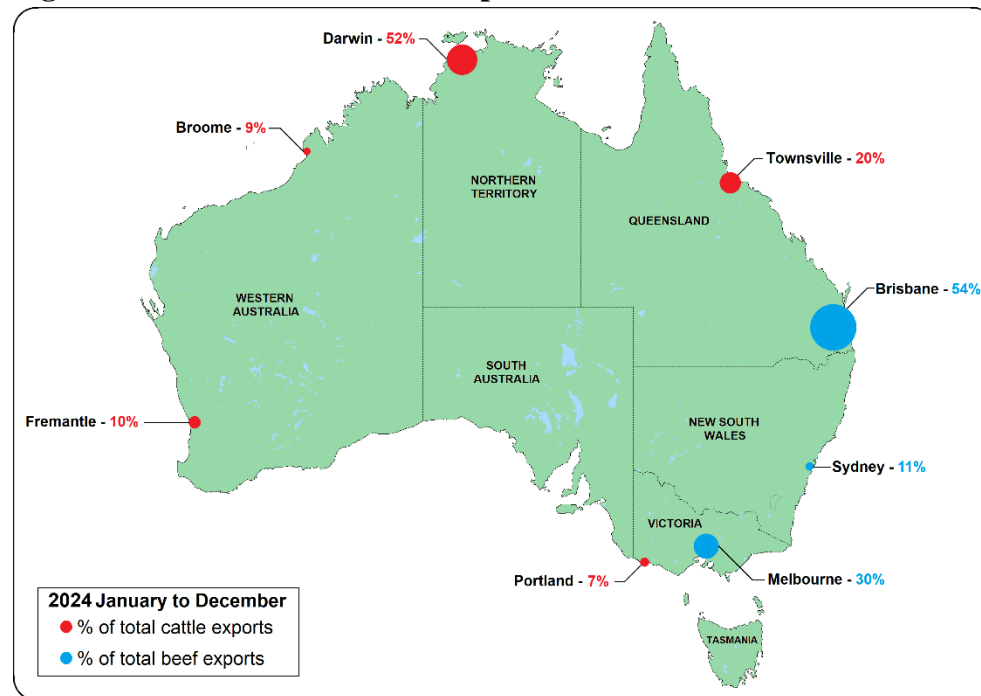 Darwin - 52%
Broome - 9%
Townsville - 20%
NORTHERN
TERRITORY
QUEENSLAND
Brisbane - 54%
WESTERN
AUSTRALIA
SOUTH
AUSTRALIA
Fremantle - 10%
NEW SOUTH
WALES
Sydney - 11%
VICTORIA
Portland - 7%
Melbourne - 30%
2024 January to December
% of total cattle exports
% of total beef exports
TASMANIA